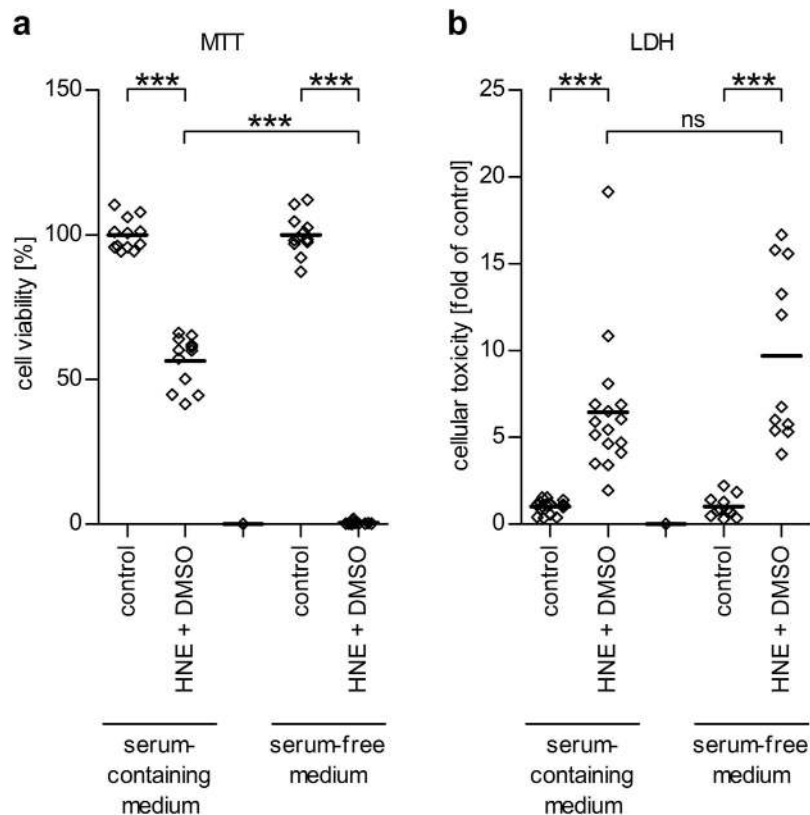 a
MTT
150
100
50
0
cell viability [%]
***
***
***
control
HNE + DMSO
control
HNE + DMSO
serum-
containing
medium
serum-free
medium
b
LDH
25
20
15
10
5
0
cellular toxicity [fold of control]
***
***
ns
control
HNE + DMSO
control
HNE + DMSO
serum-
containing
medium
serum-free
medium